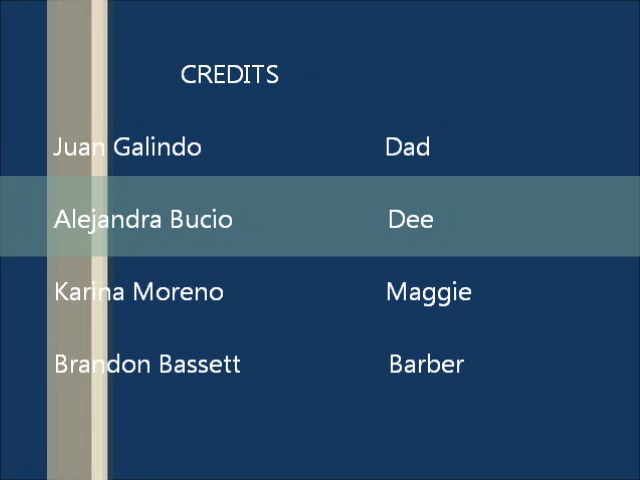 CREDITS
Juan Galindo Dad
Alejandra Bucio Dee
Karina Moreno Maggie
Brandon Bassett Barber